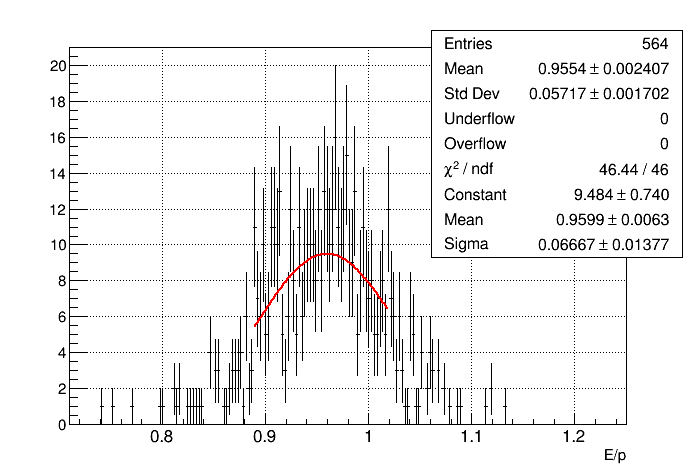 Entries 564
Mean 0.9554 ± 0.002407
Std Dev 0.05717 ± 0.001702
Underflow 0
Overflow 0
χ² / ndf 46.44 / 46
Constant 9.484 ± 0.740
Mean 0.9599 ± 0.0063
Sigma 0.06667 ± 0.01377
20
18
16
14
12
10
8
6
4
2
0
0.8 0.9 1 1.1 1.2
E/p